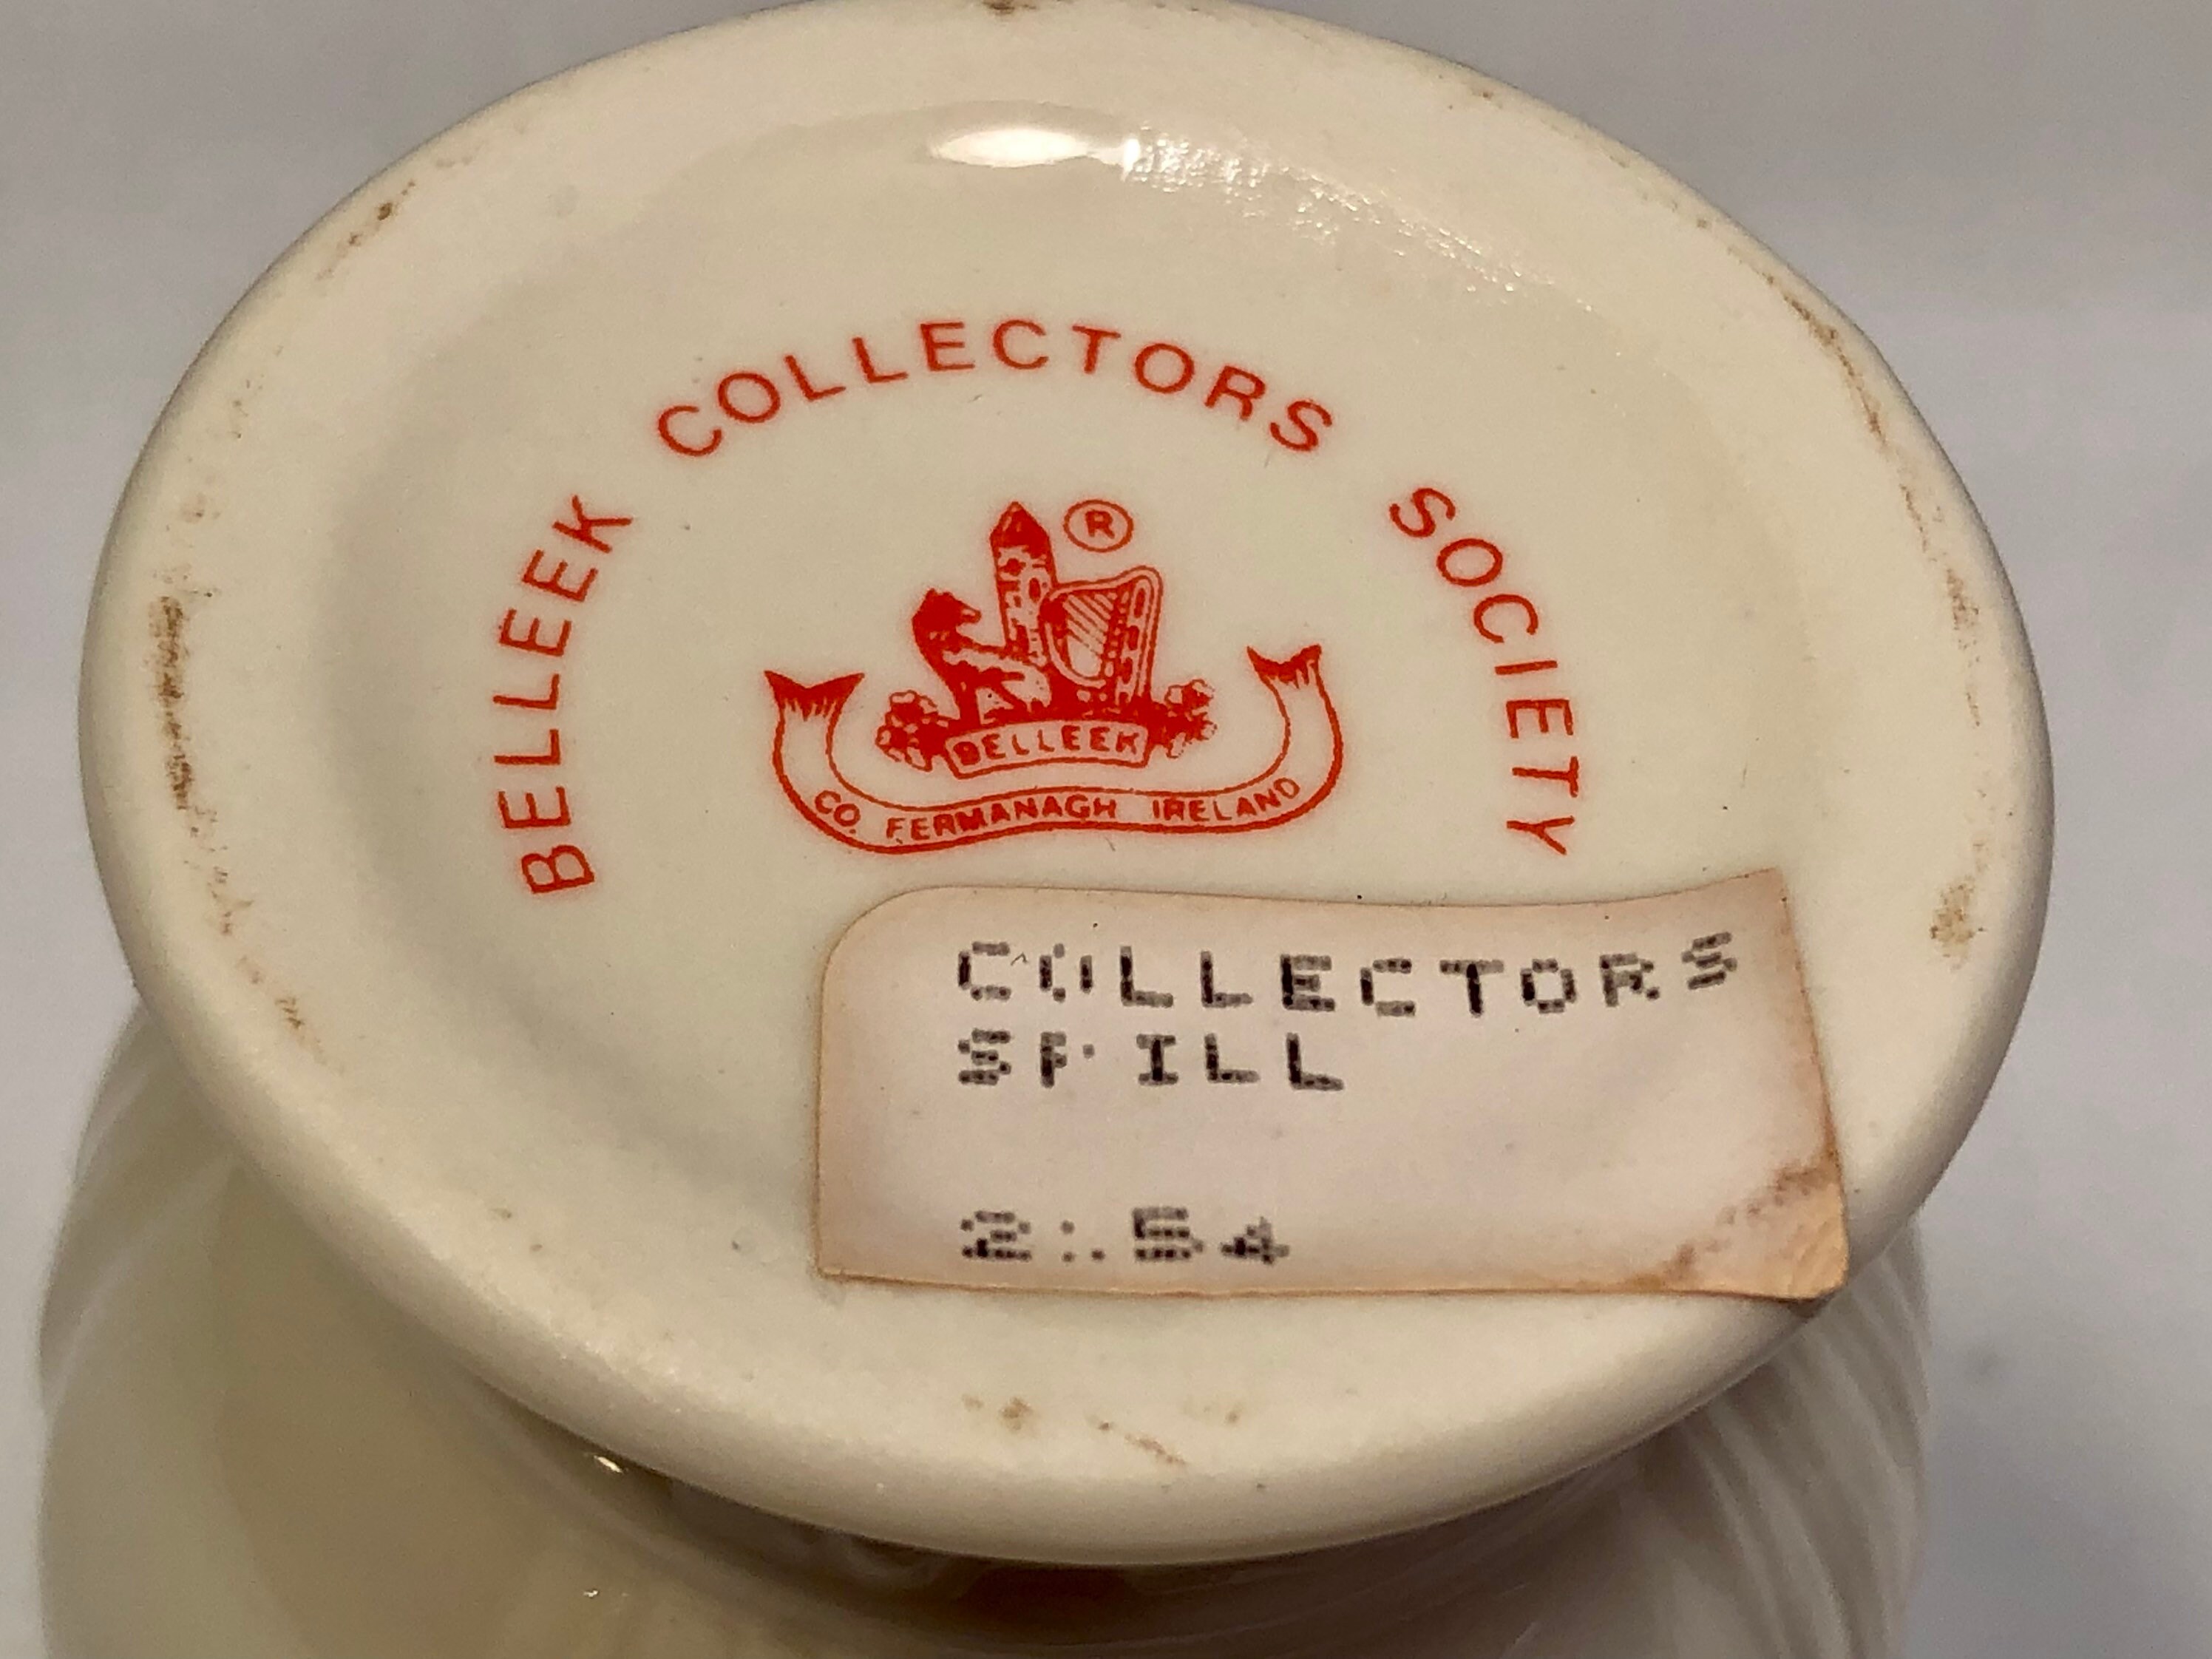 BELLEEK COLLECTORS SOCIETY
®
BELLEEK
CO. FERMANAGH IRELAND
COLLECTORS
SPILL
2:.54